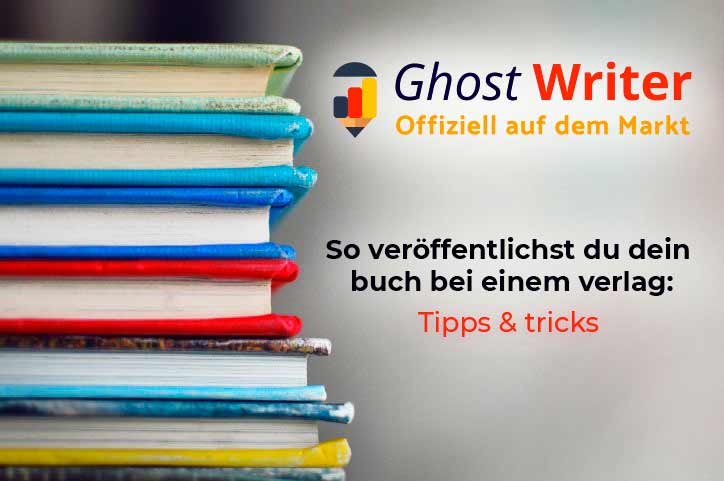 Ghost Writer
Offiziell auf dem Markt
So veröffentlichst du dein
buch bei einem verlag:
Tipps & tricks